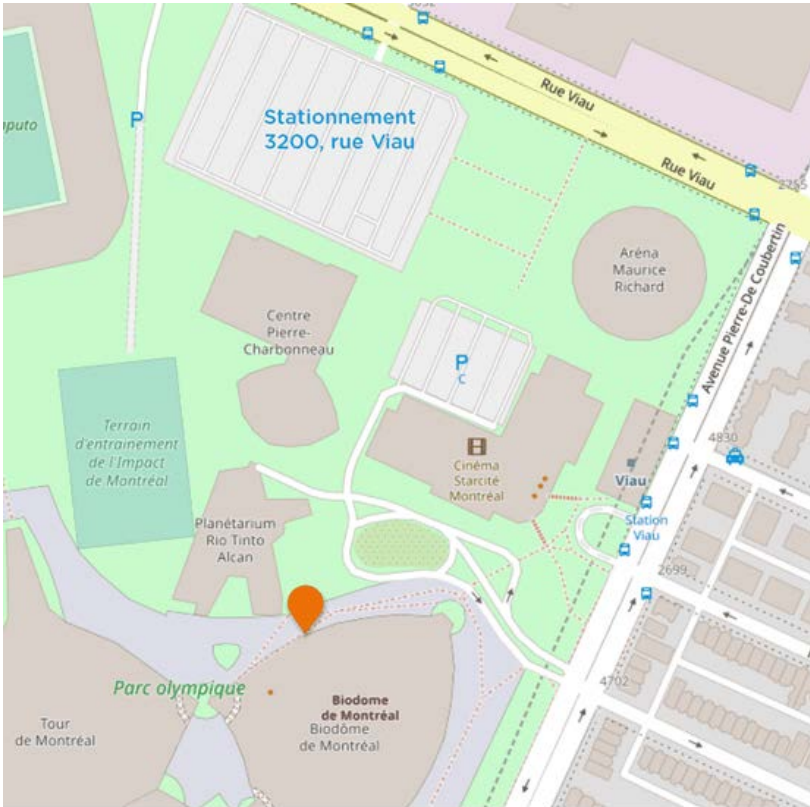 Rue Viau
Stationnement
3200, rue Viau
P
Rue Viau
2755
Avenue Pierre-De Coubertin
Aréna
Maurice
Richard
Centre
Pierre-
Charbonneau
P
C
Terrain
d'entrainement
de l'Impact
de Montréal
4830
Cinéma
Starcité
Montréal
Viau
Station
Viau
Planétarium
Rio Tinto
Alcan
2699
Parc olympique
4702
Biodome
de Montréal
Biodôme
de Montréal
Tour
de Montréal